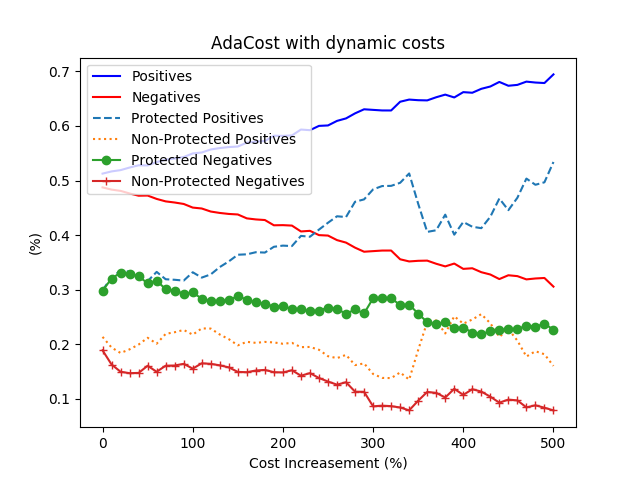 AdaCost with dynamic costs
Positives
Negatives
Protected Positives
Non-Protected Positives
Protected Negatives
Non-Protected Negatives
(%)
0.7
0.6
0.5
0.4
0.3
0.2
0.1
0 100 200 300 400 500
Cost Increasement (%)